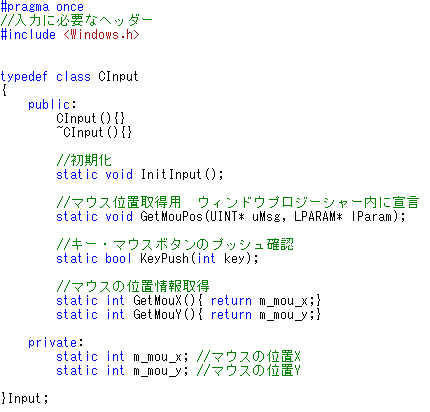 #pragma once
//入力に必要なヘッダー
#include <Windows.h>
typedef class CInput
{
public:
CInput(){}
~CInput(){}
//初期化
static void InitInput();
//マウス位置取得用　ウィンドウプロジーシャー内に宣言
static void GetMouPos(UINT* uMsg, LPARAM* lParam);
//キー・マウスボタンのプッシュ確認
static bool KeyPush(int key);
//マウスの位置情報取得
static int GetMouX(){ return m_mou_x;}
static int GetMouY(){ return m_mou_y;}
private:
static int m_mou_x; //マウスの位置X
static int m_mou_y; //マウスの位置Y
}Input;